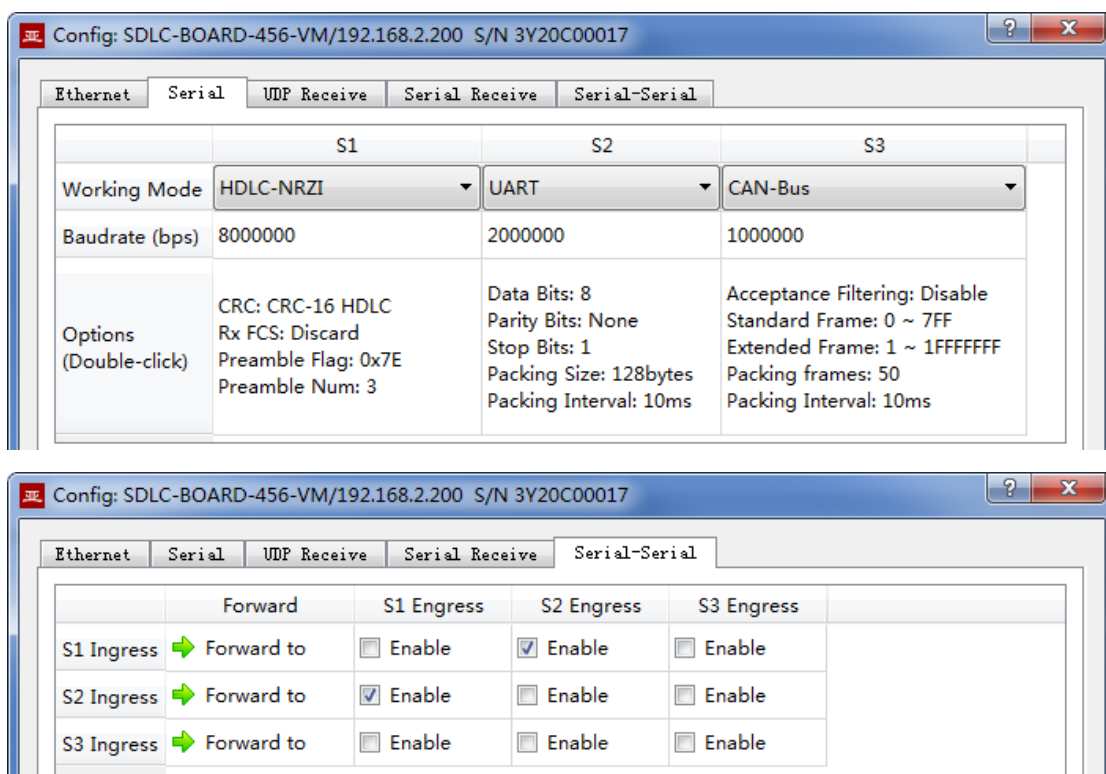 亚 Config: SDLC-BOARD-456-VM/192.168.2.200 S/N 3Y20C00017 ? X
Ethernet Serial UDP Receive Serial Receive Serial-Serial
S1 S2 S3
Working Mode HDLC-NRZI UART CAN-Bus
Baudrate (bps) 8000000 2000000 1000000
Options
(Double-click)
CRC: CRC-16 HDLC
Rx FCS: Discard
Preamble Flag: 0x7E
Preamble Num: 3
Data Bits: 8
Parity Bits: None
Stop Bits: 1
Packing Size: 128bytes
Packing Interval: 10ms
Acceptance Filtering: Disable
Standard Frame: 0 ~ 7FF
Extended Frame: 1 ~ 1FFFFFFF
Packing frames: 50
Packing Interval: 10ms
亚 Config: SDLC-BOARD-456-VM/192.168.2.200 S/N 3Y20C00017 ? X
Ethernet Serial UDP Receive Serial Receive Serial-Serial
Forward S1 Engress S2 Engress S3 Engress
S1 Ingress Forward to Enable Enable Enable
S2 Ingress Forward to Enable Enable Enable
S3 Ingress Forward to Enable Enable Enable